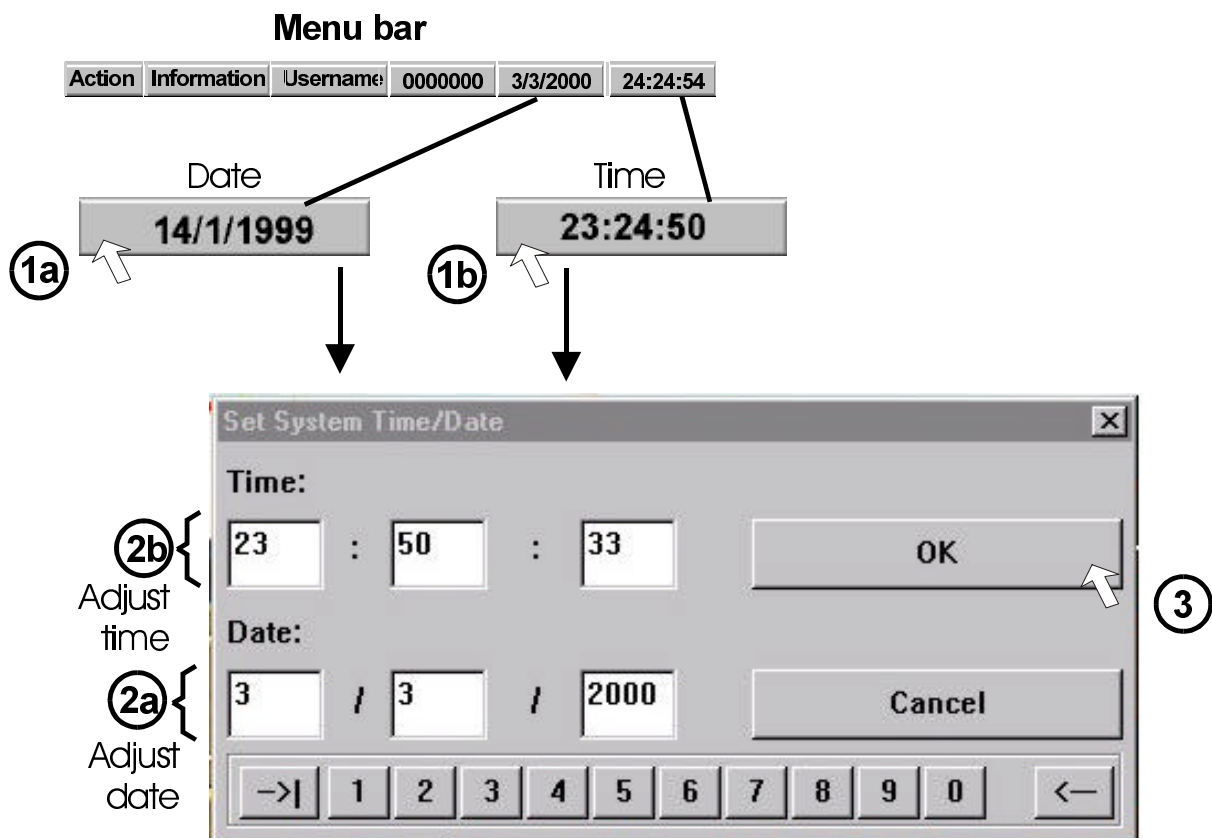 Menu bar
Action Information Username 0000000 3/3/2000 24:24:54
Date Time
14/1/1999 23:24:50
1a 1b
Set System Time/Date
Time:
2b 23 : 50 : 33 OK
Adjust
time
3
Date:
2a 3 / 3 / 2000 Cancel
Adjust
date
->| 1 2 3 4 5 6 7 8 9 0 <-